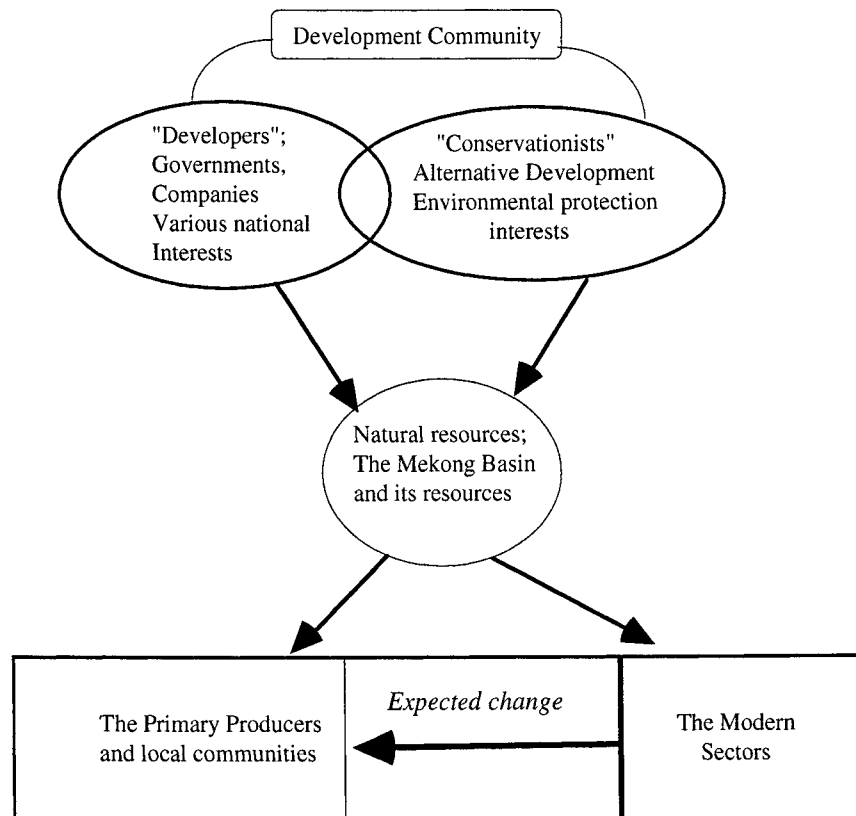 Development Community
"Developers";
Governments,
Companies
Various national
Interests
"Conservationists"
Alternative Development
Environmental protection
interests
Natural resources;
The Mekong Basin
and its resources
The Primary Producers
and local communities
Expected change
The Modern
Sectors